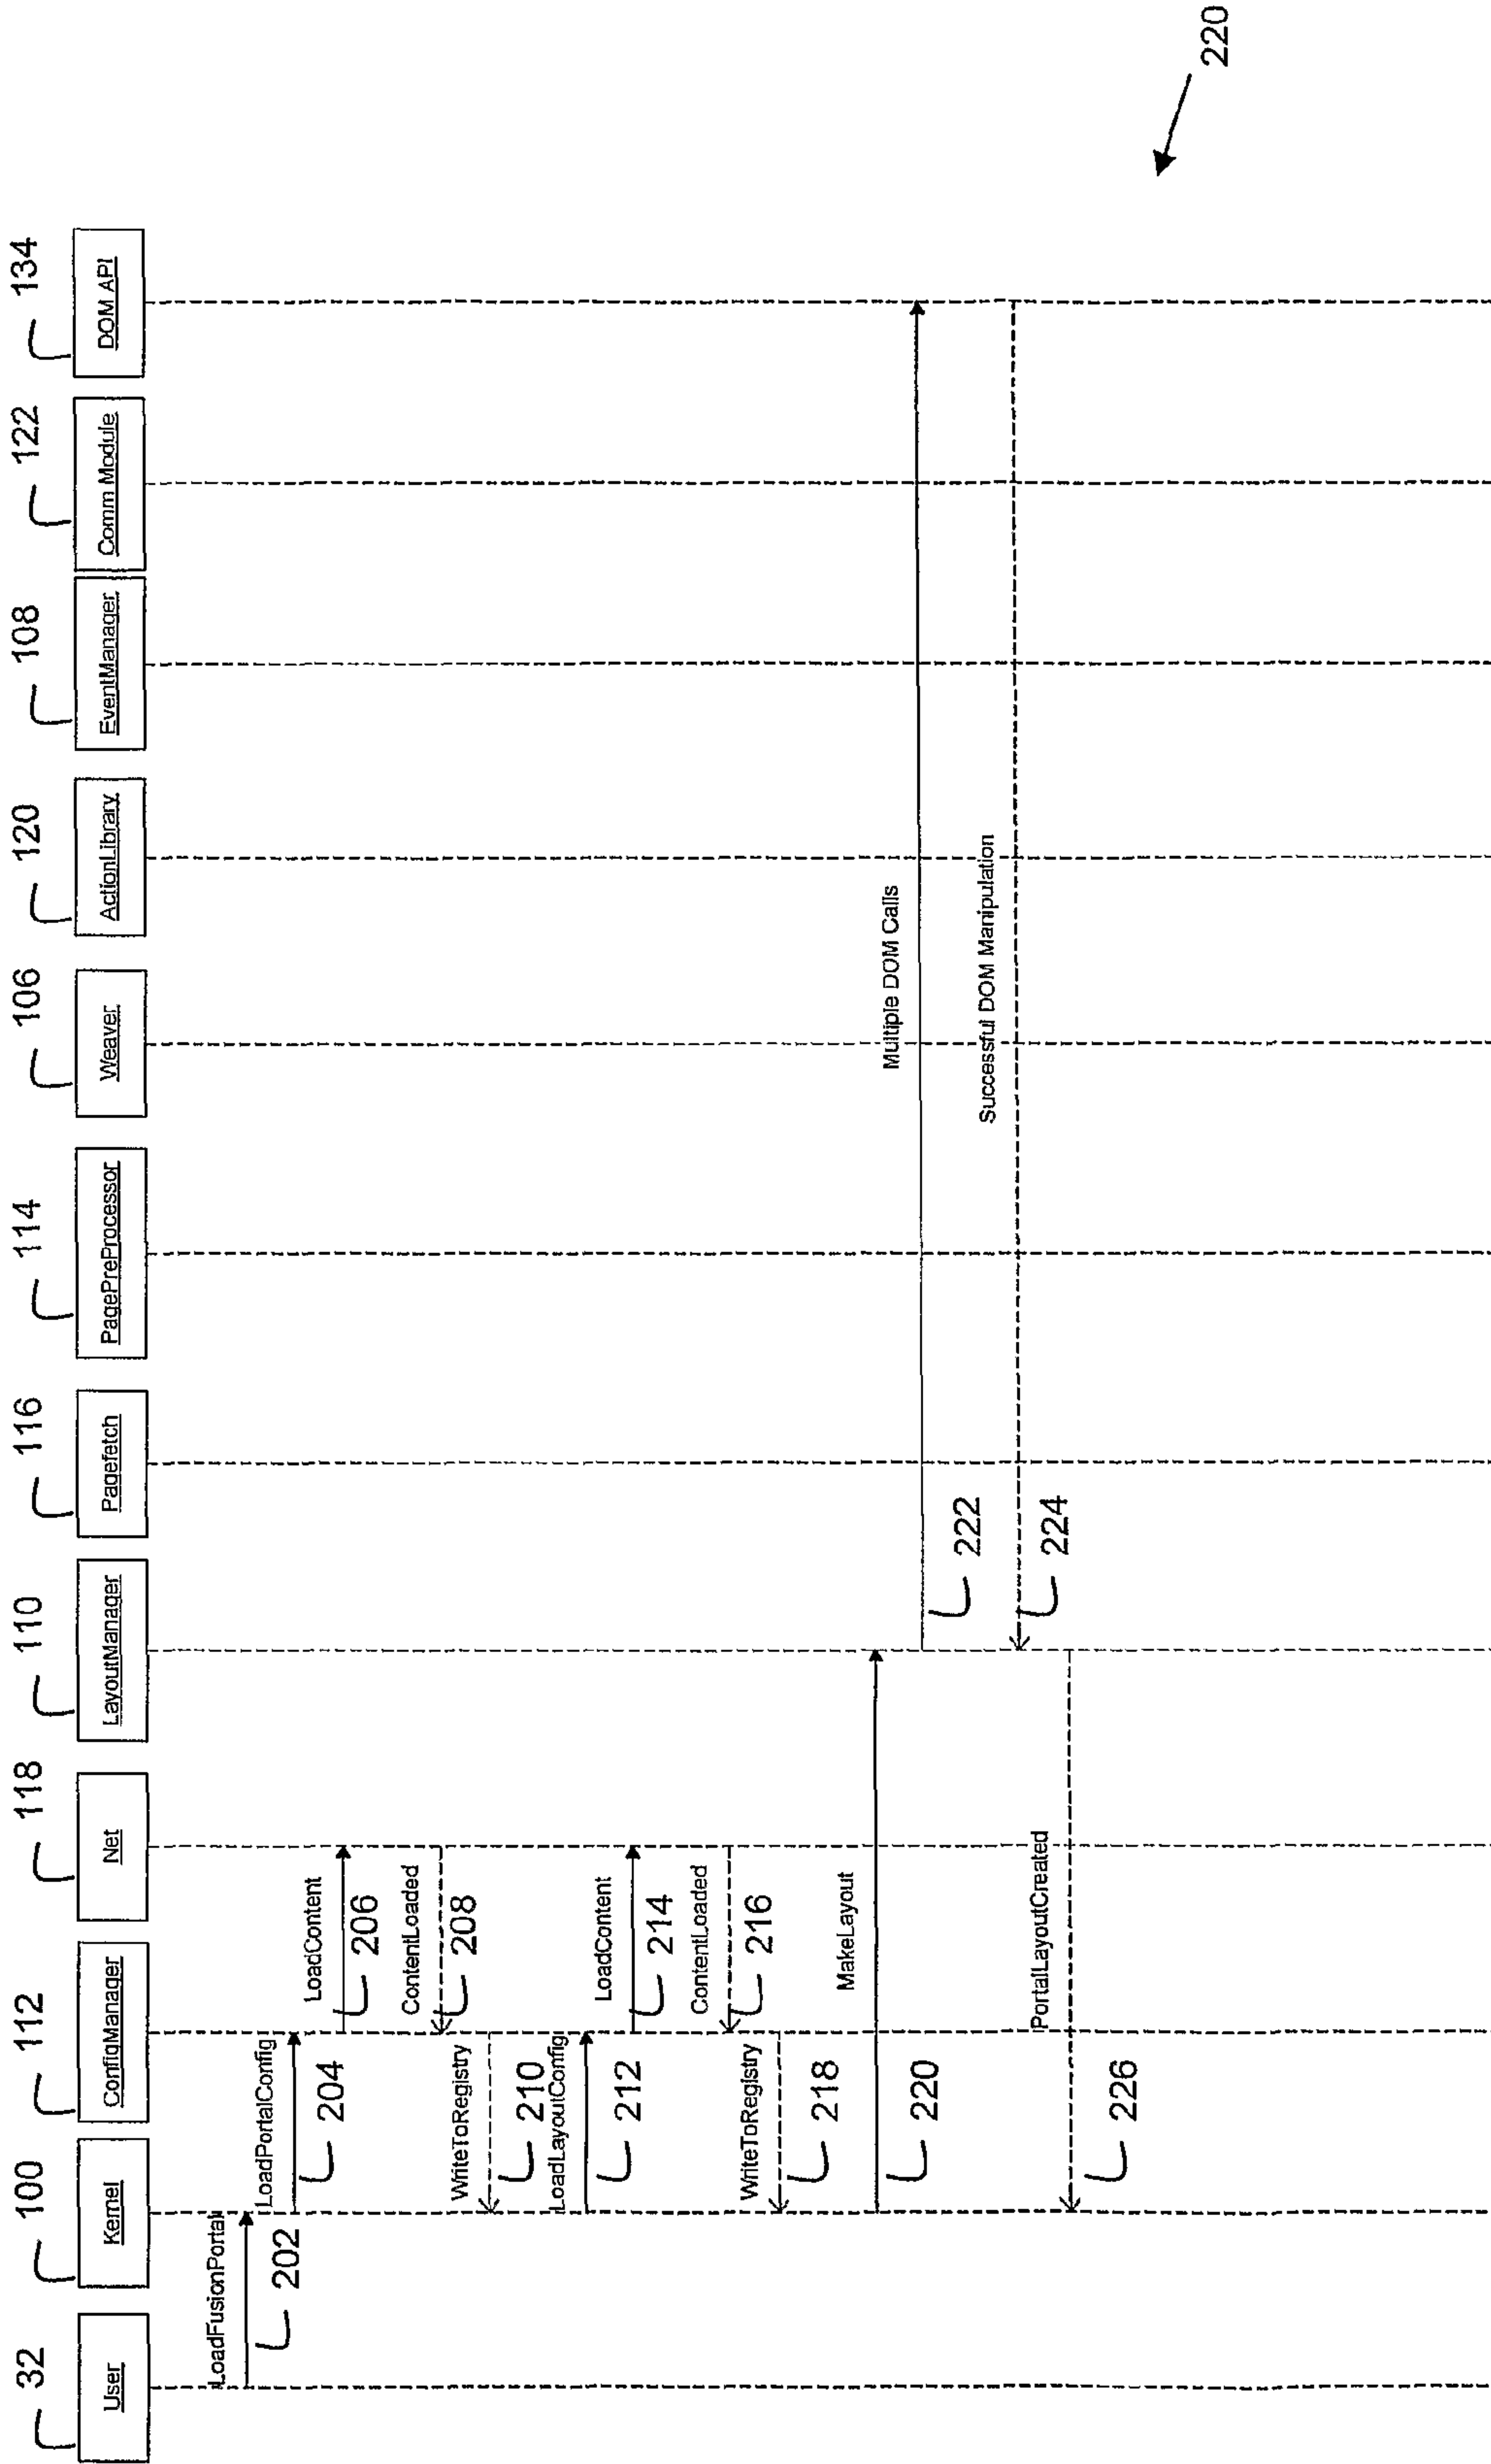 32
100
112
118
110
116
114
106
120
108
122
134
User
Kernel
ConfigManager
Net
LayoutManager
Pagefetch
PagePreProcessor
Weaver
ActionLibrary
EventManager
Comm Module
DOM API
LoadFusionPortal
202
LoadPortalConfig
204
LoadContent
206
ContentLoaded
208
WriteToRegistry
210
LoadLayoutConfig
212
LoadContent
214
ContentLoaded
216
WriteToRegistry
218
MakeLayout
220
Multiple DOM Calls
222
Successful DOM Manipulation
224
PortalLayoutCreated
226
220